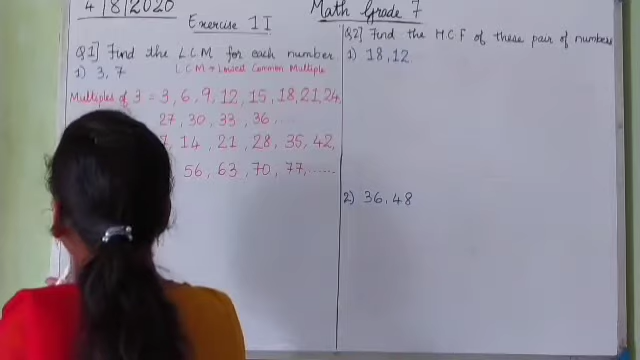 4/8/2020
Math Grade 7
Exercise 1I
Q1] Find the LCM for each number
1) 3, 7
LCM → Lowest Common Multiple
Multiples of 3 = 3, 6, 9, 12, 15, 18, 21, 24,
27, 30, 33, 36 ....
7, 14, 21, 28, 35, 42,
56, 63, 70, 77, ......
Q2] Find the HCF of these pair of numbers
1) 18, 12
2) 36, 48